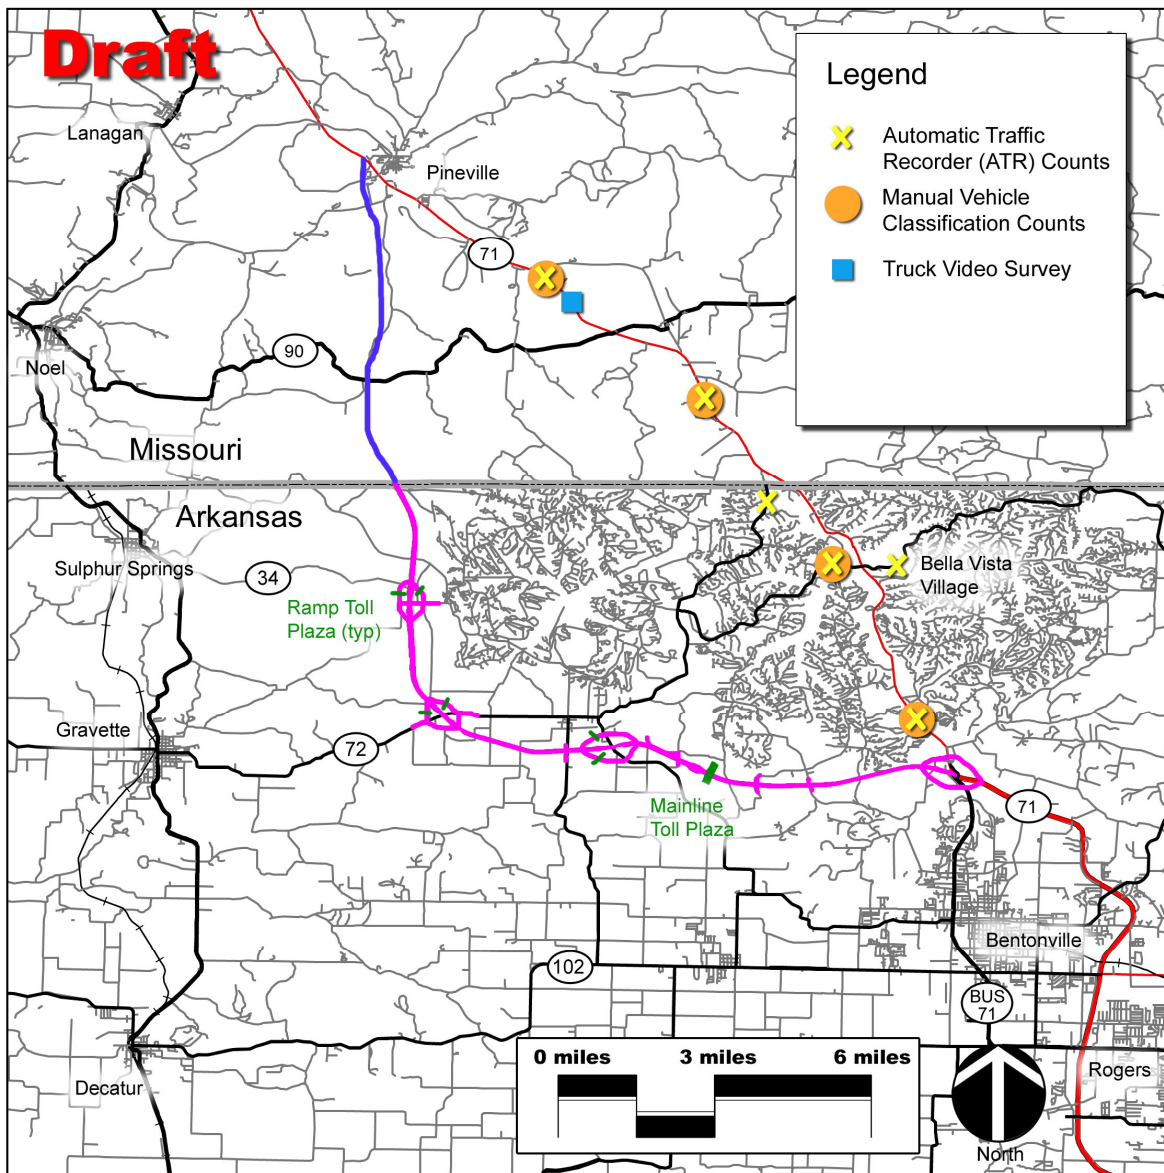 Draft
Legend
Automatic Traffic
Recorder (ATR) Counts
Manual Vehicle
Classification Counts
Truck Video Survey
Lanagan
Pineville
71
90
Noel
Missouri
Arkansas
Sulphur Springs
34
Ramp Toll
Plaza (typ)
Bella Vista
Village
Gravette
72
Mainline
Toll Plaza
71
Bentonville
102
BUS
71
0 miles 3 miles 6 miles
Decatur
Rogers
North